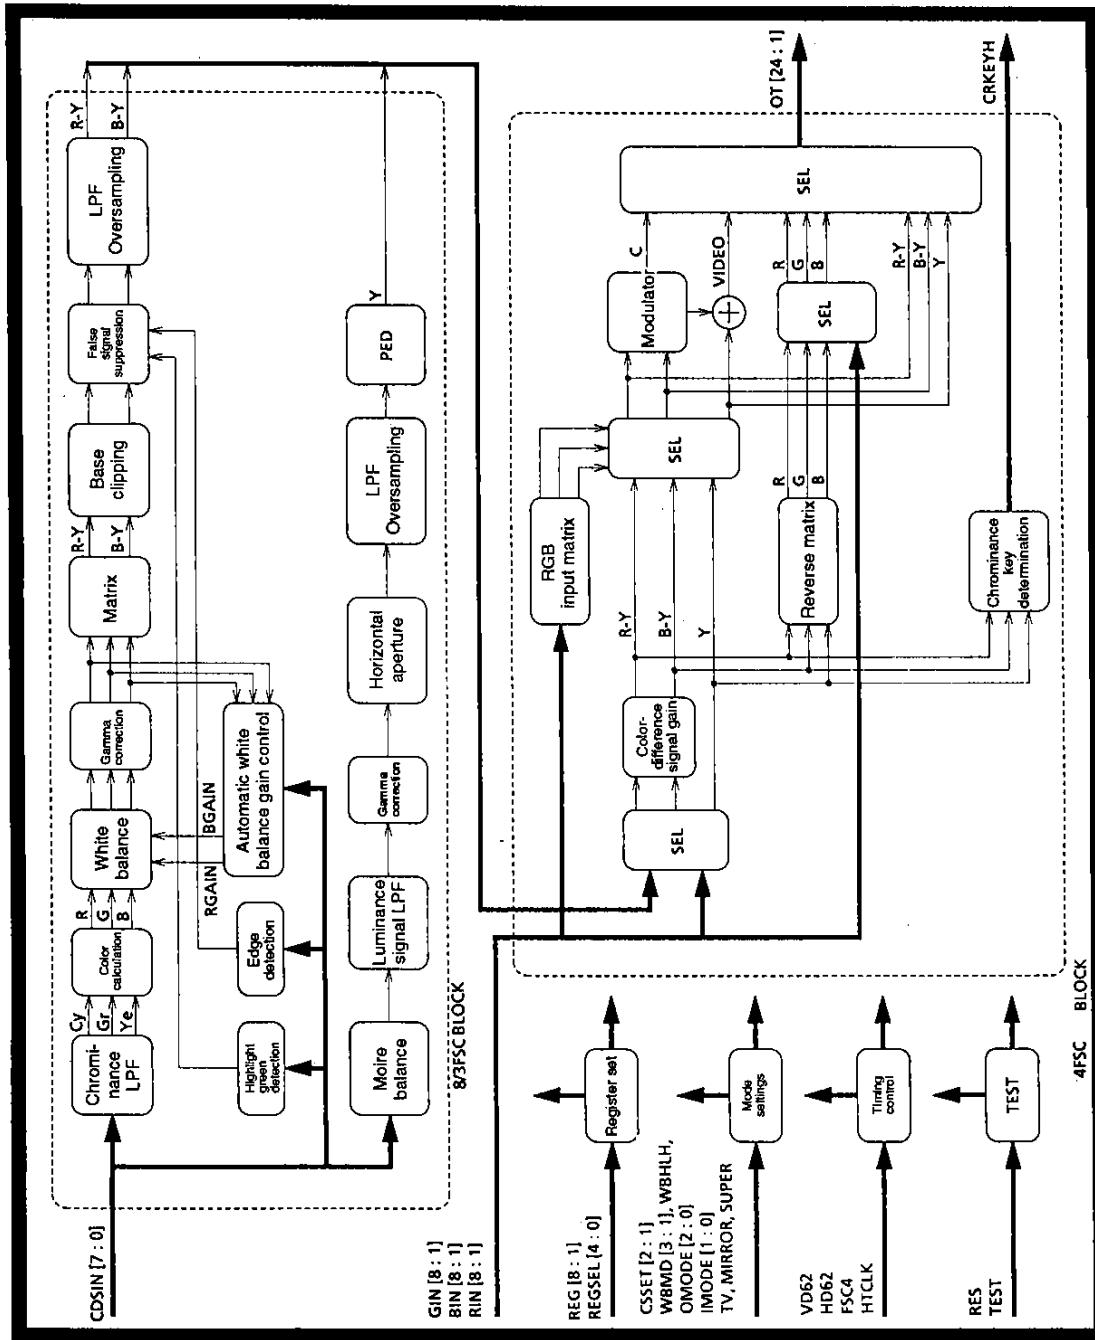 CDSIN [7 : 0]
Chromi-
nance
LPF
Cy
Gr
Ye
Color
calculation
R
G
B
White
balance
Gamma
correction
Matrix
R-Y
B-Y
Base
clipping
False
signal
suppression
LPF
Oversampling
R-Y
B-Y
Highlight
green
detection
Edge
detection
RGAIN
BGAIN
Automatic white
balance gain control
Moire
balance
Luminance
signal LPF
Gamma
correction
Horizontal
aperture
LPF
Oversampling
PED
Y
8/3FSC BLOCK
GIN [8 : 1]
BIN [8 : 1]
RIN [8 : 1]
RGB
input matrix
SEL
Color-
difference
signal gain
R-Y
B-Y
Y
SEL
Modulator
C
VIDEO
Reverse matrix
R
G
B
SEL
R
G
B
R-Y
B-Y
Y
SEL
OT [24 : 1]
Chrominance
key
determination
CRKEYH
4FSC BLOCK
REG [8 : 1]
REGSEL [4 : 0]
Register set
CSSET [2 : 1]
WBMD [3 : 1], WBHLH,
OMODE [2 : 0]
IMODE [1 : 0]
TV, MIRROR, SUPER
Mode
settings
VD62
HD62
FSC4
HTCLK
Timing
control
RES
TEST
TEST